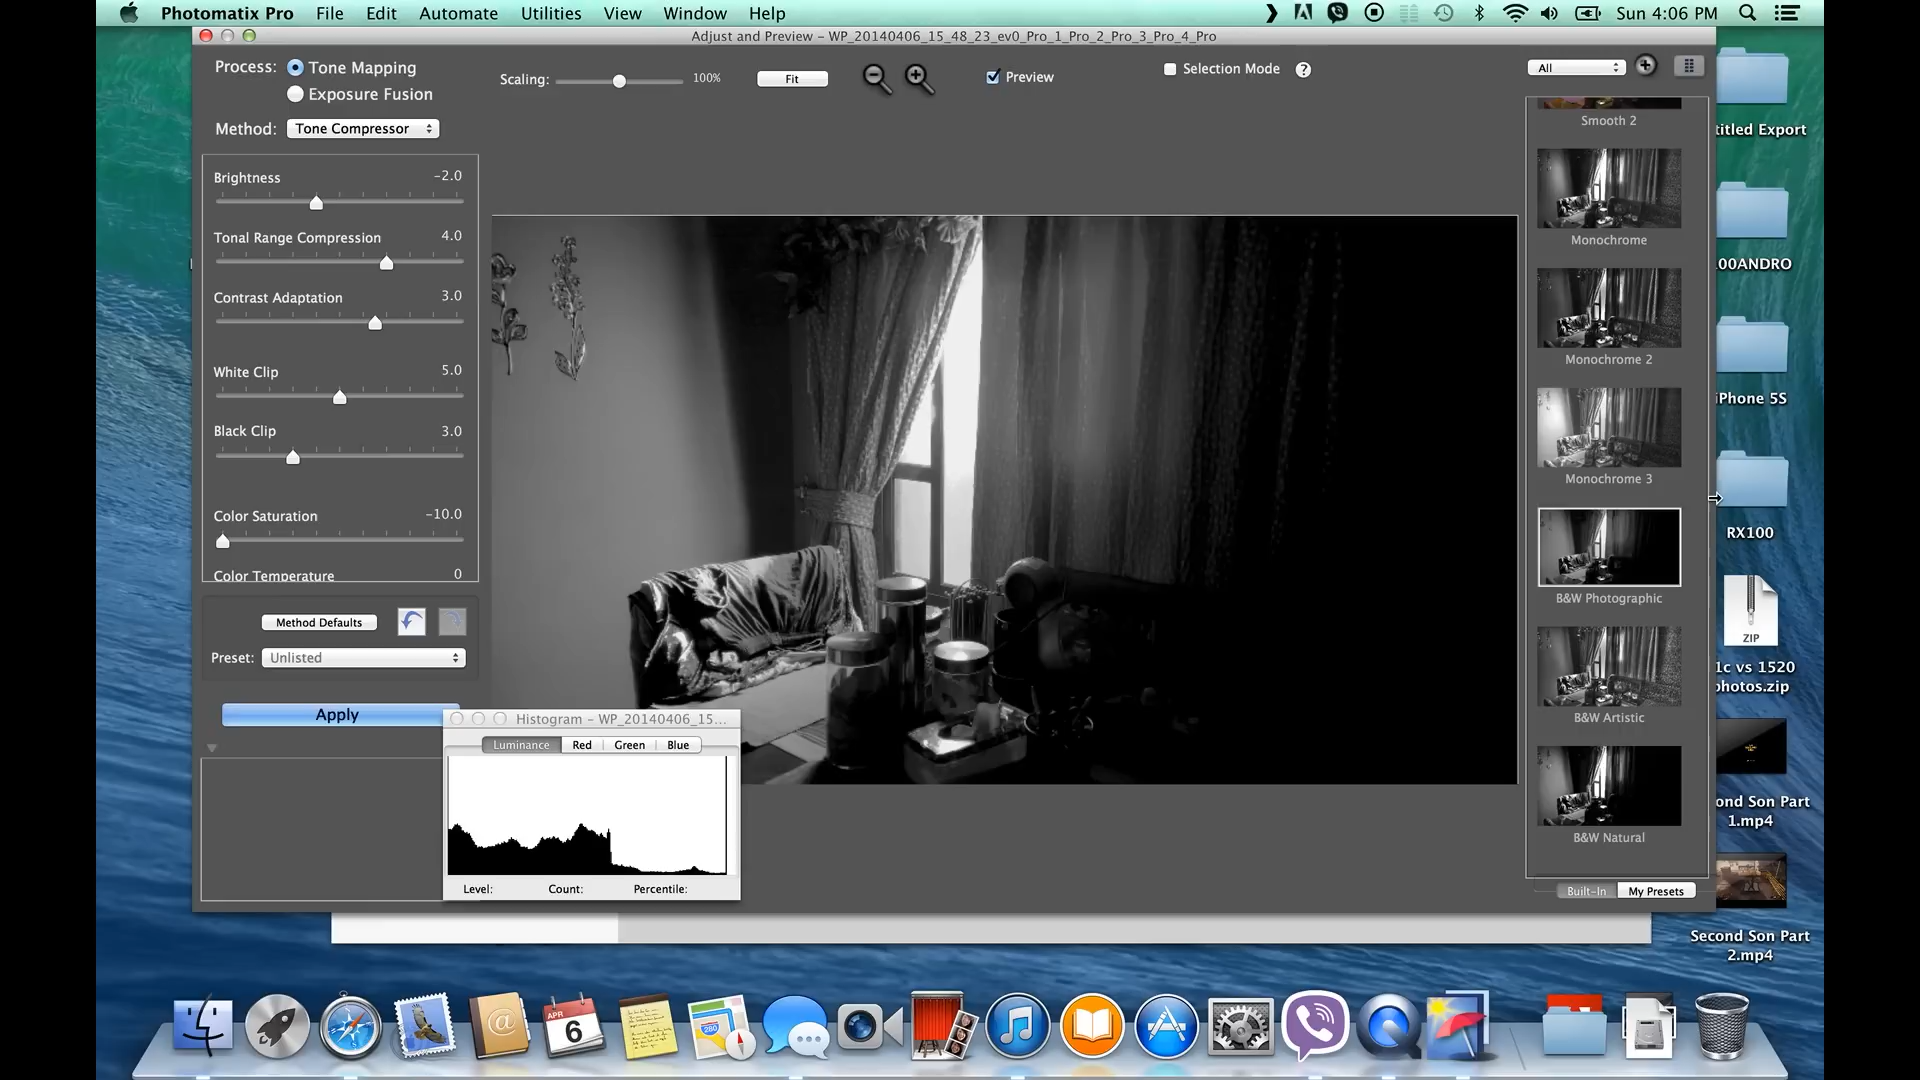 Photomatix Pro File Edit Automate Utilities View Window Help Sun 4:06 PM
Adjust and Preview - WP_20140406_15_48_23_ev0_Pro_1_Pro_2_Pro_3_Pro_4_Pro
Process: Tone Mapping
Exposure Fusion
Method: Tone Compressor
Scaling: 100% Fit Preview Selection Mode ? All
Brightness -2.0
Tonal Range Compression 4.0
Contrast Adaptation 3.0
White Clip 5.0
Black Clip 3.0
Color Saturation -10.0
Color Temperature 0
Method Defaults
Preset: Unlisted
Apply
Histogram - WP_20140406_15...
Luminance Red Green Blue
Level: Count: Percentile:
Smooth 2
Monochrome
Monochrome 2
Monochrome 3
B&W Photographic
B&W Artistic
B&W Natural
Built-In My Presets
titled Export
00ANDRO
iPhone 5S
RX100
ZIP
1c vs 1520
photos.zip
ond Son Part
1.mp4
Second Son Part
2.mp4
APR
6
280